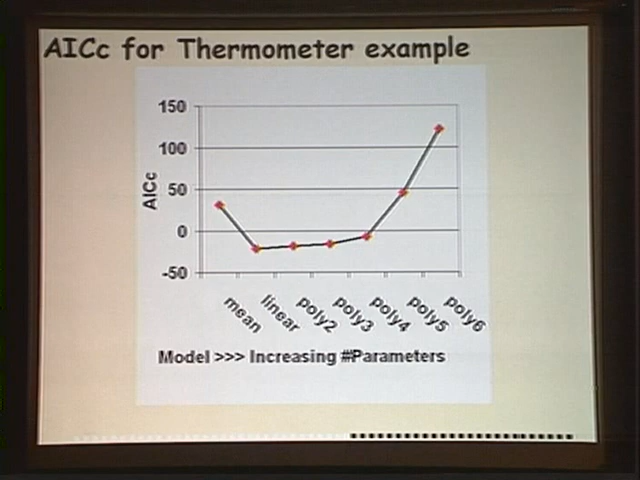 AICc for Thermometer example
150
100
50
0
-50
AICc
mean
linear
poly2
poly3
poly4
poly5
poly6
Model >>> Increasing #Parameters